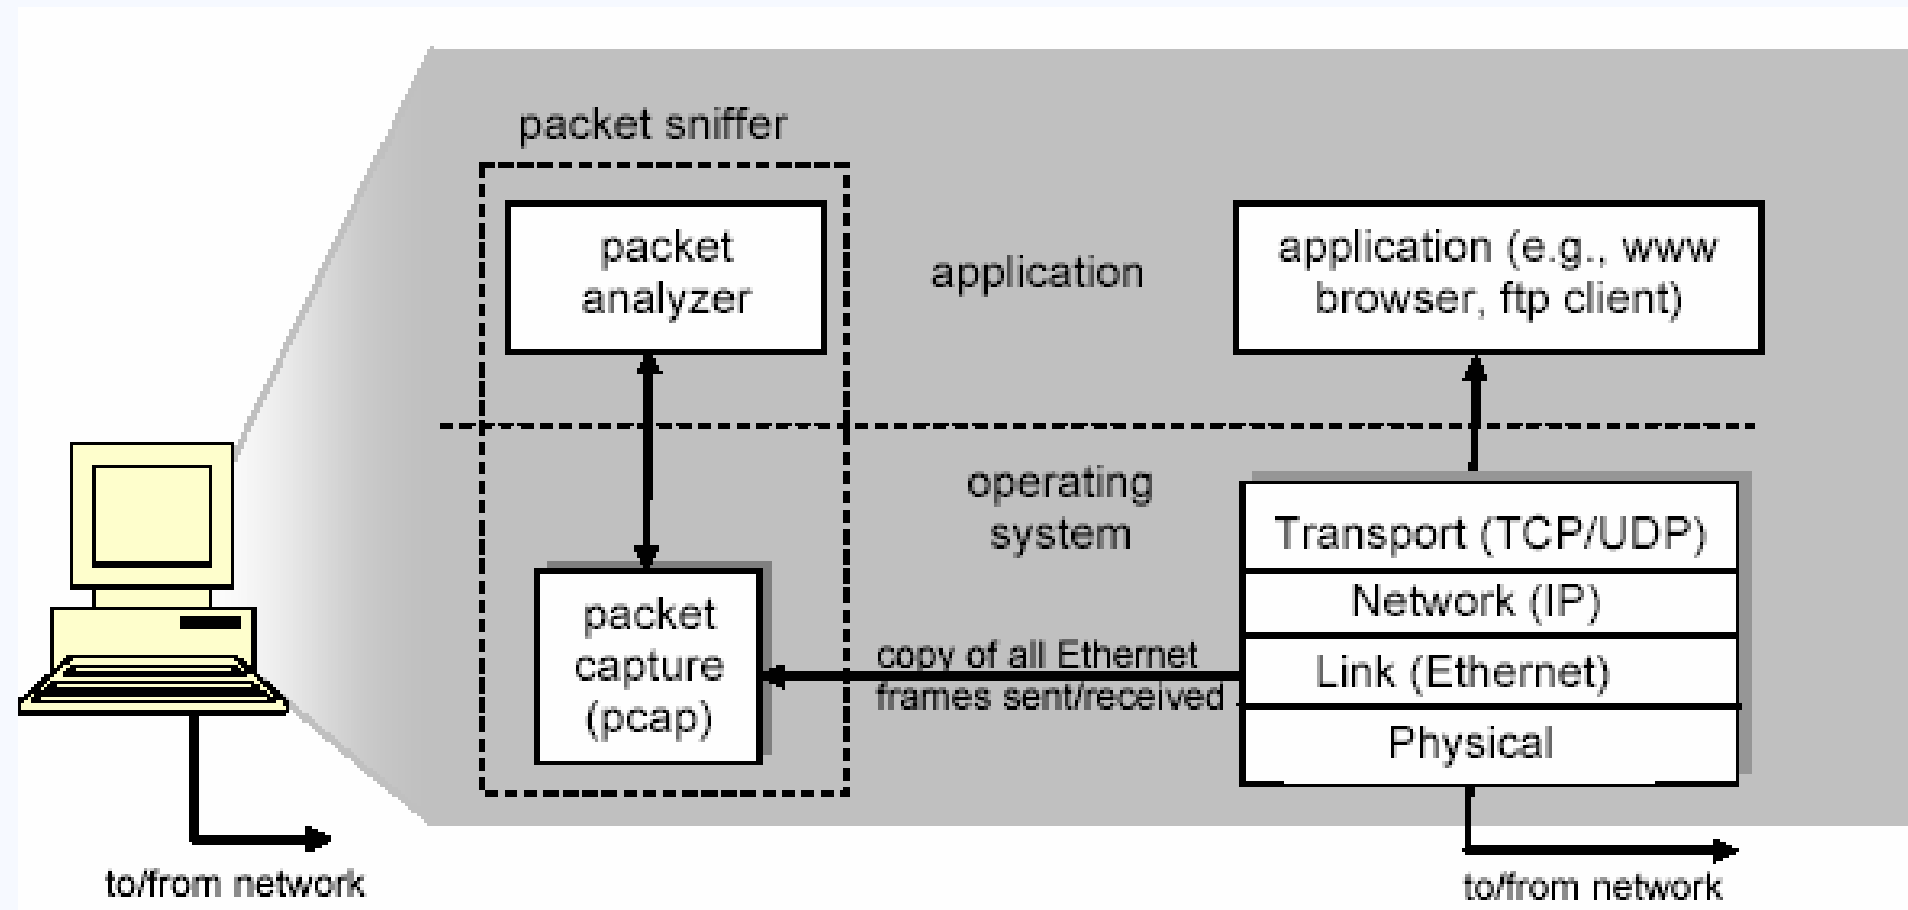 packet sniffer
packet
analyzer
application
application (e.g., www
browser, ftp client)
operating
system
Transport (TCP/UDP)
Network (IP)
Link (Ethernet)
Physical
packet
capture
(pcap)
copy of all Ethernet
frames sent/received
to/from network
to/from network